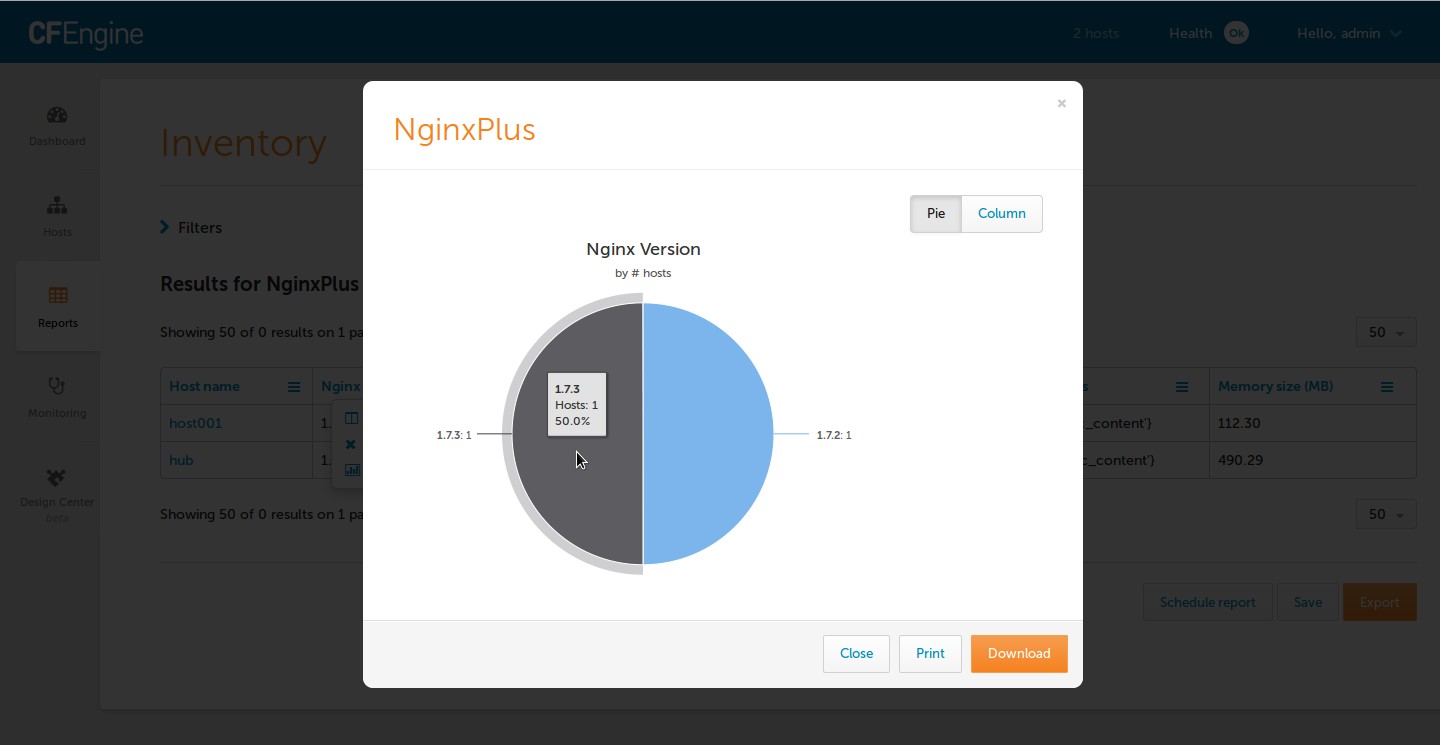 CFEngine
2 hosts
Health
Ok
Hello, admin
Dashboard
Hosts
Reports
Monitoring
Design Center
beta
Inventory
Filters
Results for NginxPlus
Showing 50 of 0 results on 1
50
Host name
Nginx
Memory size (MB)
host001
1.
_content'}
112.30
hub
1.
_content'}
490.29
Showing 50 of 0 results on 1
50
Schedule report
Save
Export
×
NginxPlus
Pie
Column
Nginx Version
by # hosts
1.7.3
Hosts: 1
50.0%
1.7.3: 1
1.7.2: 1
Close
Print
Download